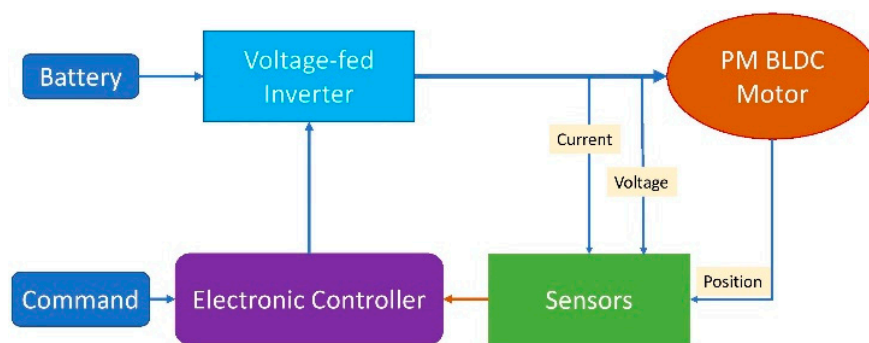 Battery
Voltage-fed
Inverter
PM BLDC
Motor
Current
Voltage
Position
Command
Electronic Controller
Sensors